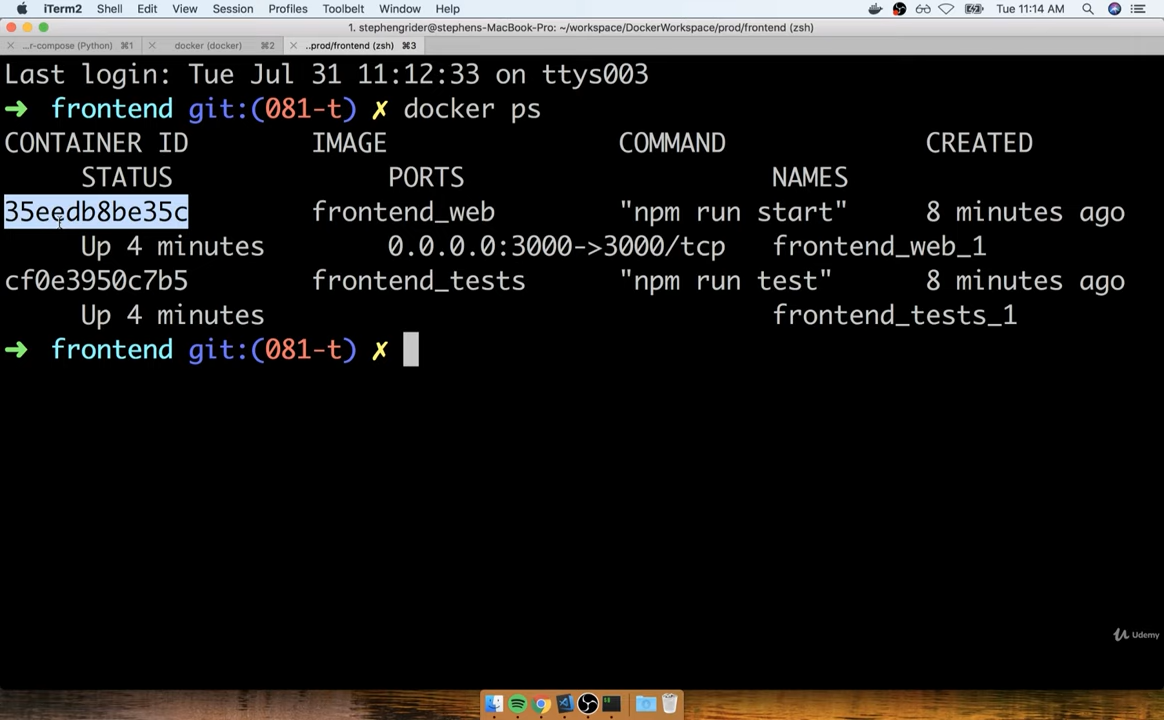 iTerm2 Shell Edit View Session Profiles Toolbelt Window Help Tue Jul 11:14 AM
1. stephengrider@stephens-MacBook-Pro: ~/workspace/DockerWorkspace/prod/frontend (zsh)
...r-compose (Python) ⌘1 docker (docker) ⌘2 ..prod/frontend (zsh) ⌘3
Last login: Tue Jul 31 11:12:33 on ttys003
➜ frontend git:(081-t) ✗ docker ps
CONTAINER ID IMAGE COMMAND CREATED
STATUS PORTS NAMES
35eedb8be35c frontend_web "npm run start" 8 minutes ago
Up 4 minutes 0.0.0.0:3000->3000/tcp frontend_web_1
cf0e3950c7b5 frontend_tests "npm run test" 8 minutes ago
Up 4 minutes frontend_tests_1
➜ frontend git:(081-t) ✗
Udemy